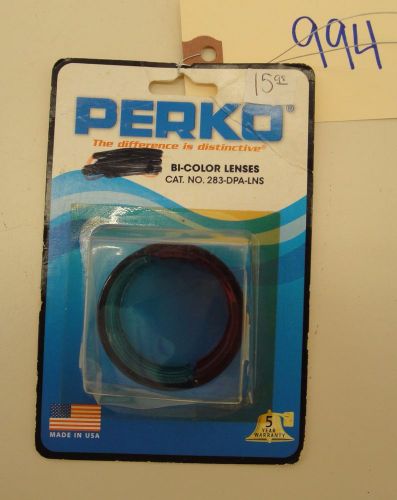 994
15 95
PERKO®
The difference is distinctive®
BI-COLOR LENSES
CAT. NO. 283-DPA-LNS
MADE IN USA
5
YEAR
WARRANTY